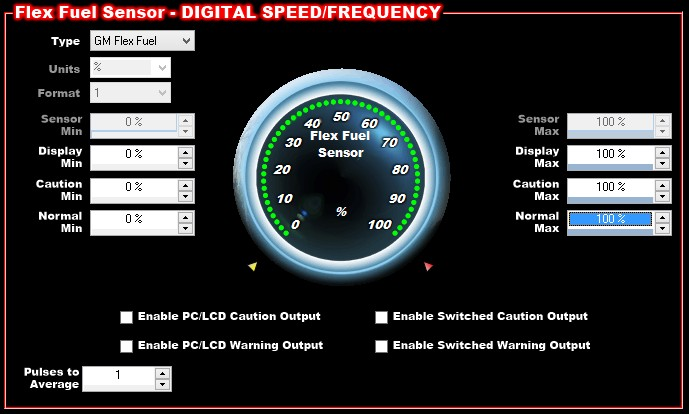 Flex Fuel Sensor - DIGITAL SPEED/FREQUENCY
Type GM Flex Fuel
Units %
Format 1
Sensor Min 0 %
Display Min 0 %
Caution Min 0 %
Normal Min 0 %
Flex Fuel
Sensor
0
10
20
30
40
50
60
70
80
90
100
%
Sensor Max 100 %
Display Max 100 %
Caution Max 100 %
Normal Max 100 %
Enable PC/LCD Caution Output
Enable Switched Caution Output
Enable PC/LCD Warning Output
Enable Switched Warning Output
Pulses to Average 1